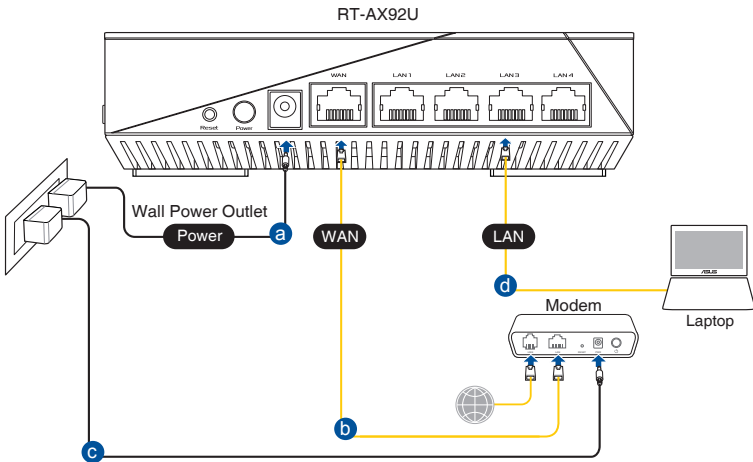 RT-AX92U
WAN
LAN 1
LAN 2
LAN 3
LAN 4
Reset
Power
Wall Power Outlet
Power
a
WAN
LAN
d
ASUS
Laptop
Modem
b
c